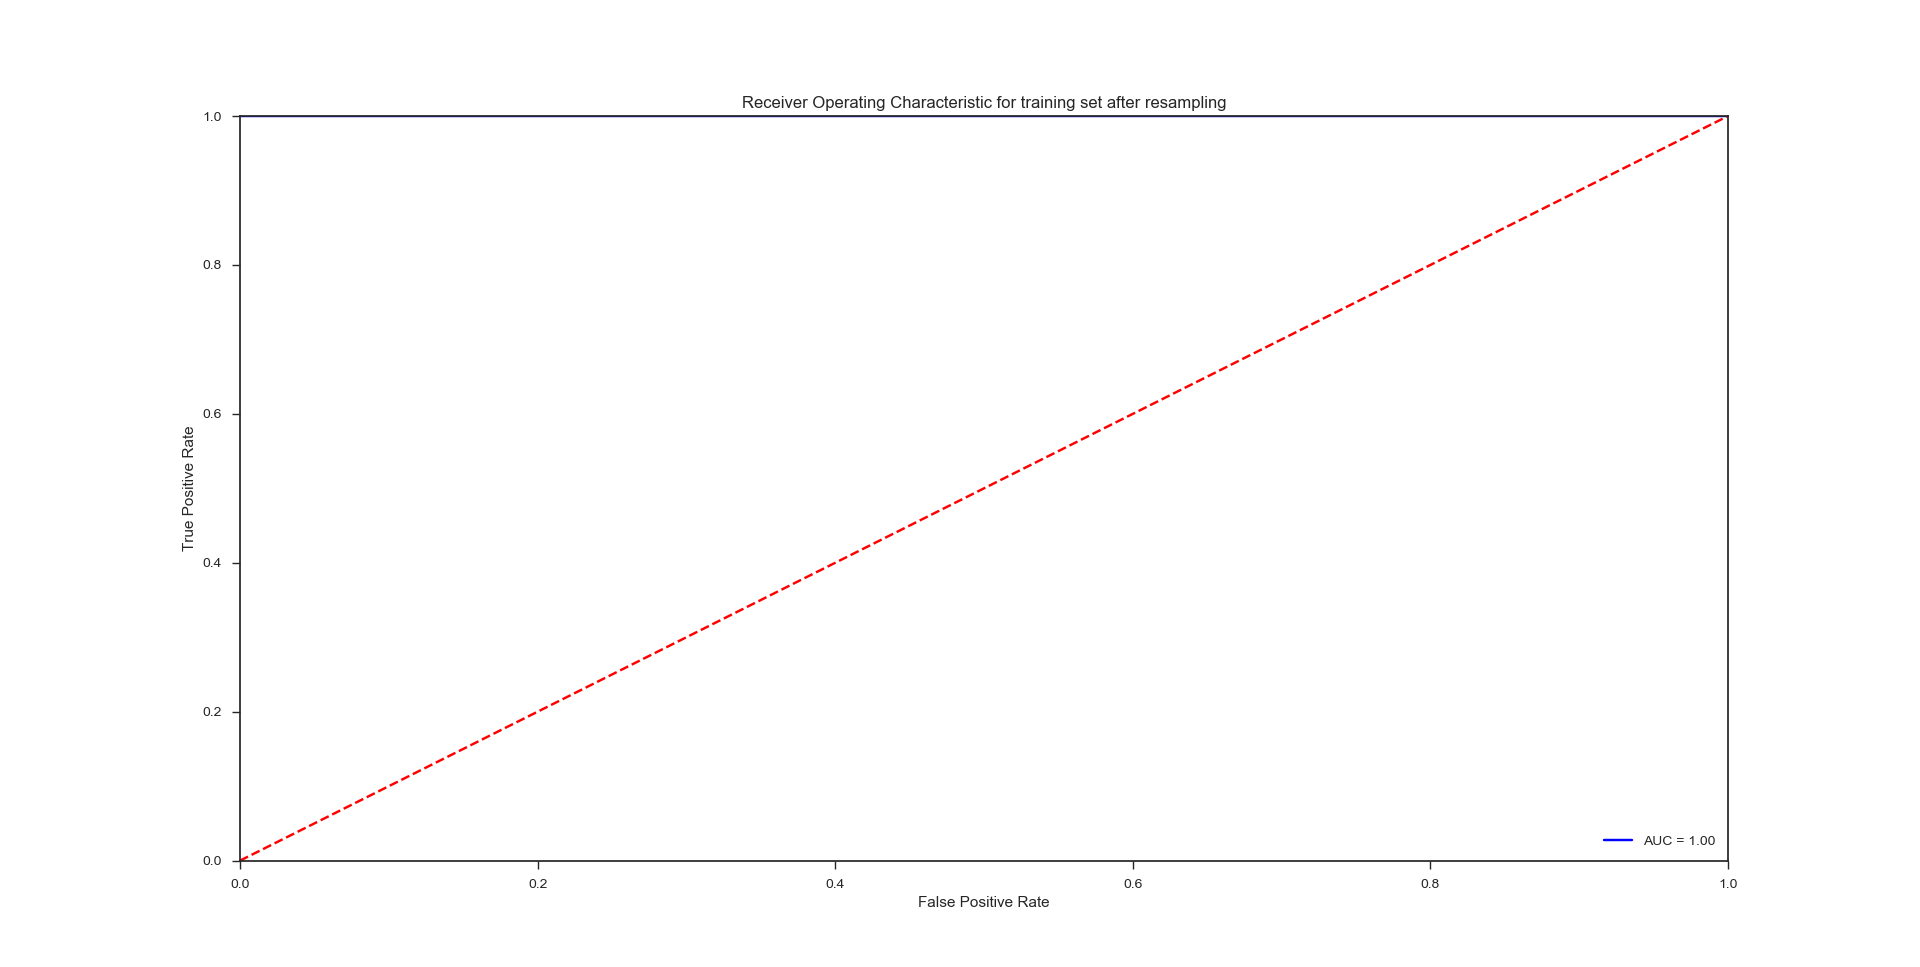 Receiver Operating Characteristic for training set after resampling
1.0
0.8
0.6
0.4
0.2
0.0
True Positive Rate
AUC = 1.00
0.0 0.2 0.4 0.6 0.8 1.0
False Positive Rate